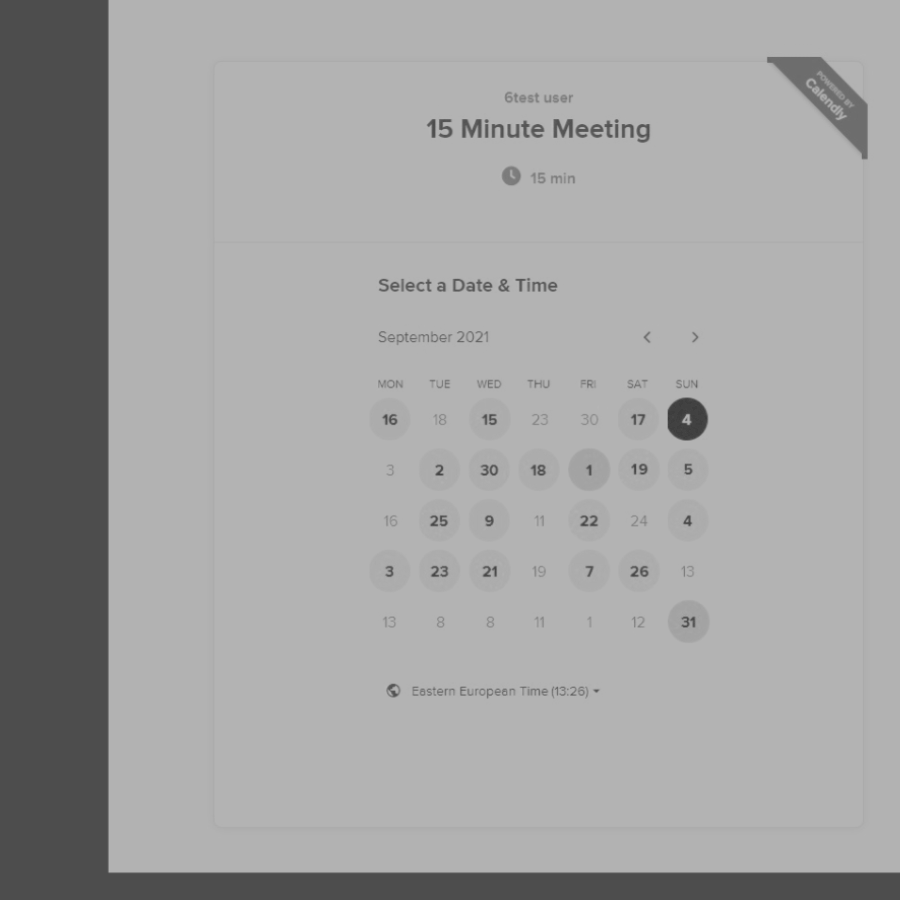 POWERED BY
Calendly
6test user
15 Minute Meeting
15 min
Select a Date & Time
September 2021
MON TUE WED THU FRI SAT SUN
16 18 15 23 30 17 4
3 2 30 18 1 19 5
16 25 9 11 22 24 4
3 23 21 19 7 26 13
13 8 8 11 1 12 31
Eastern European Time (13:26)